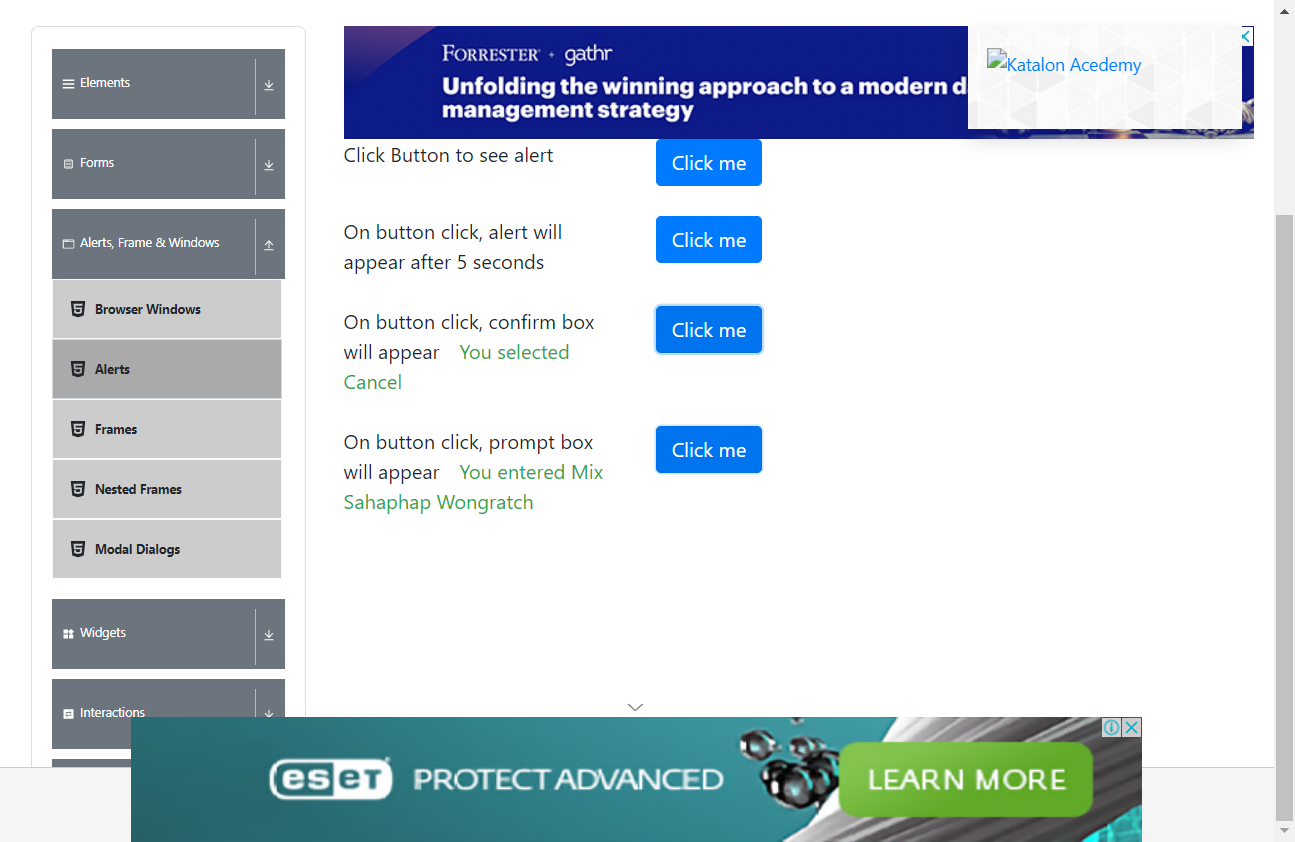 Elements
Forms
Alerts, Frame & Windows
Browser Windows
Alerts
Frames
Nested Frames
Modal Dialogs
Widgets
Interactions
FORRESTER + gathr
Unfolding the winning approach to a modern d
management strategy
Katalon Acedemy
Click Button to see alert
Click me
On button click, alert will
appear after 5 seconds
Click me
On button click, confirm box
will appear You selected
Cancel
Click me
On button click, prompt box
will appear You entered Mix
Sahaphap Wongratch
Click me
eSeT PROTECT ADVANCED
LEARN MORE